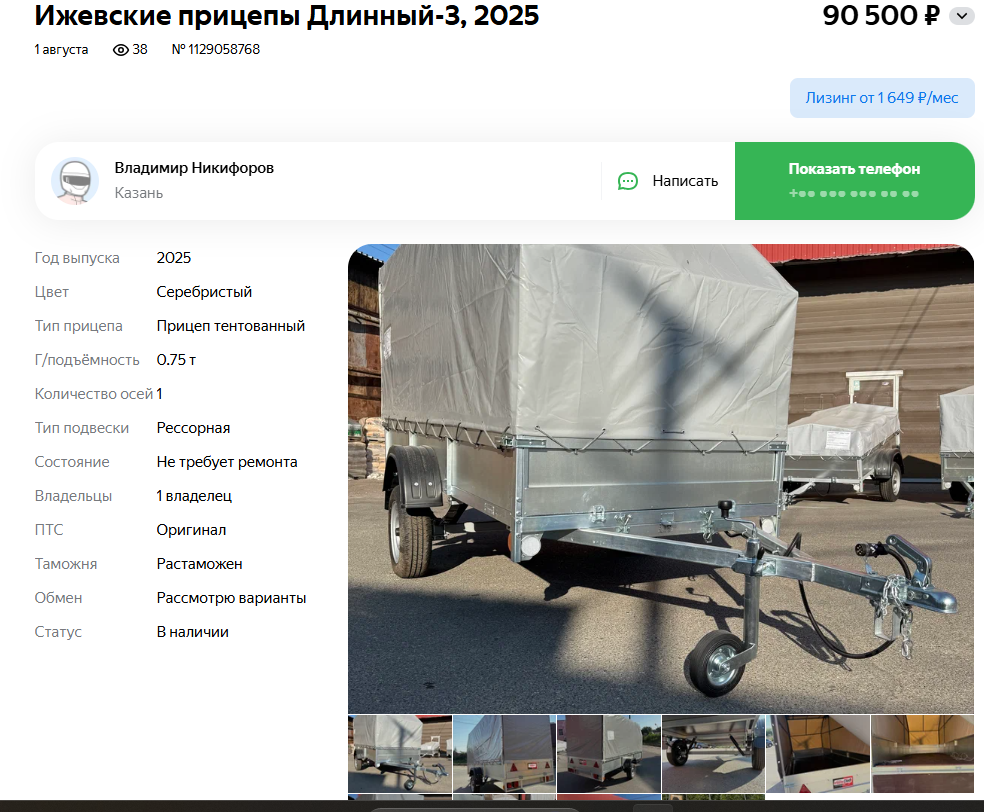 Ижевские прицепы Длинный-3, 2025
90 500 ₽
1 августа 38 № 1129058768
Лизинг от 1 649 ₽/мес
Владимир Никифоров
Казань
Написать
Показать телефон
Год выпуска 2025
Цвет Серебристый
Тип прицепа Прицеп тентованный
Г/подъёмность 0.75 т
Количество осей 1
Тип подвески Рессорная
Состояние Не требует ремонта
Владельцы 1 владелец
ПТС Оригинал
Таможня Растаможен
Обмен Рассмотрю варианты
Статус В наличии